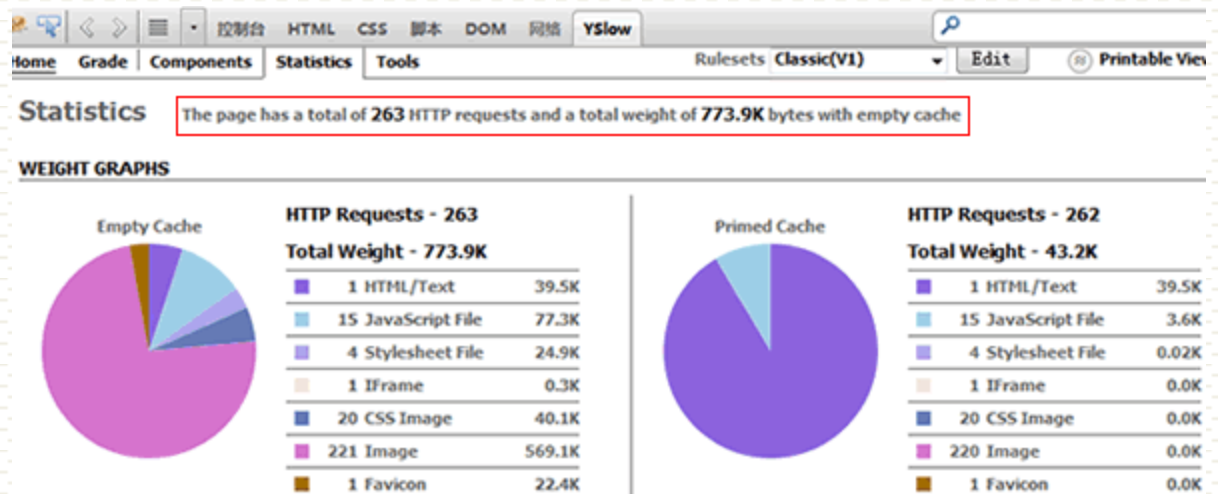 控制台 HTML CSS 脚本 DOM 网络 YSlow
Home Grade Components Statistics Tools Rulesets Classic(V1) Edit Printable View
Statistics The page has a total of 263 HTTP requests and a total weight of 773.9K bytes with empty cache
WEIGHT GRAPHS
Empty Cache
HTTP Requests - 263
Total Weight - 773.9K
1 HTML/Text 39.5K
15 JavaScript File 77.3K
4 Stylesheet File 24.9K
1 IFrame 0.3K
20 CSS Image 40.1K
221 Image 569.1K
1 Favicon 22.4K
Primed Cache
HTTP Requests - 262
Total Weight - 43.2K
1 HTML/Text 39.5K
15 JavaScript File 3.6K
4 Stylesheet File 0.02K
1 IFrame 0.0K
20 CSS Image 0.0K
220 Image 0.0K
1 Favicon 0.0K